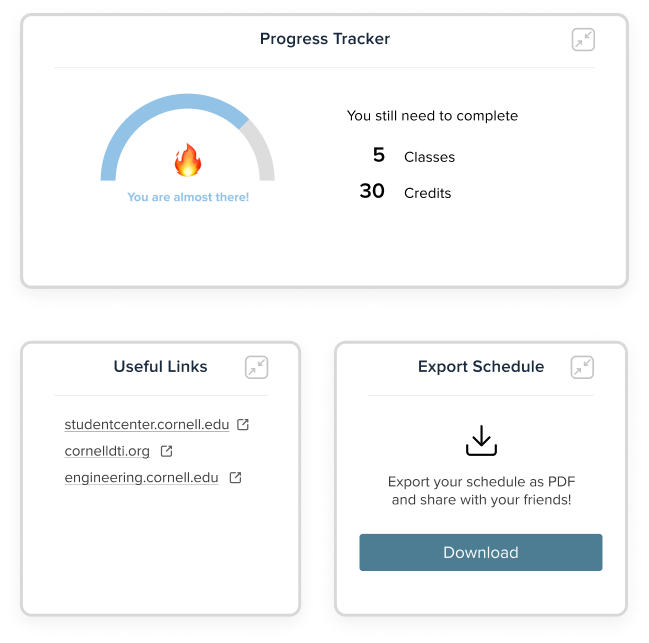 Progress Tracker
You still need to complete
5 Classes
30 Credits
You are almost there!
Useful Links
studentcenter.cornell.edu
cornelldti.org
engineering.cornell.edu
Export Schedule
Export your schedule as PDF
and share with your friends!
Download